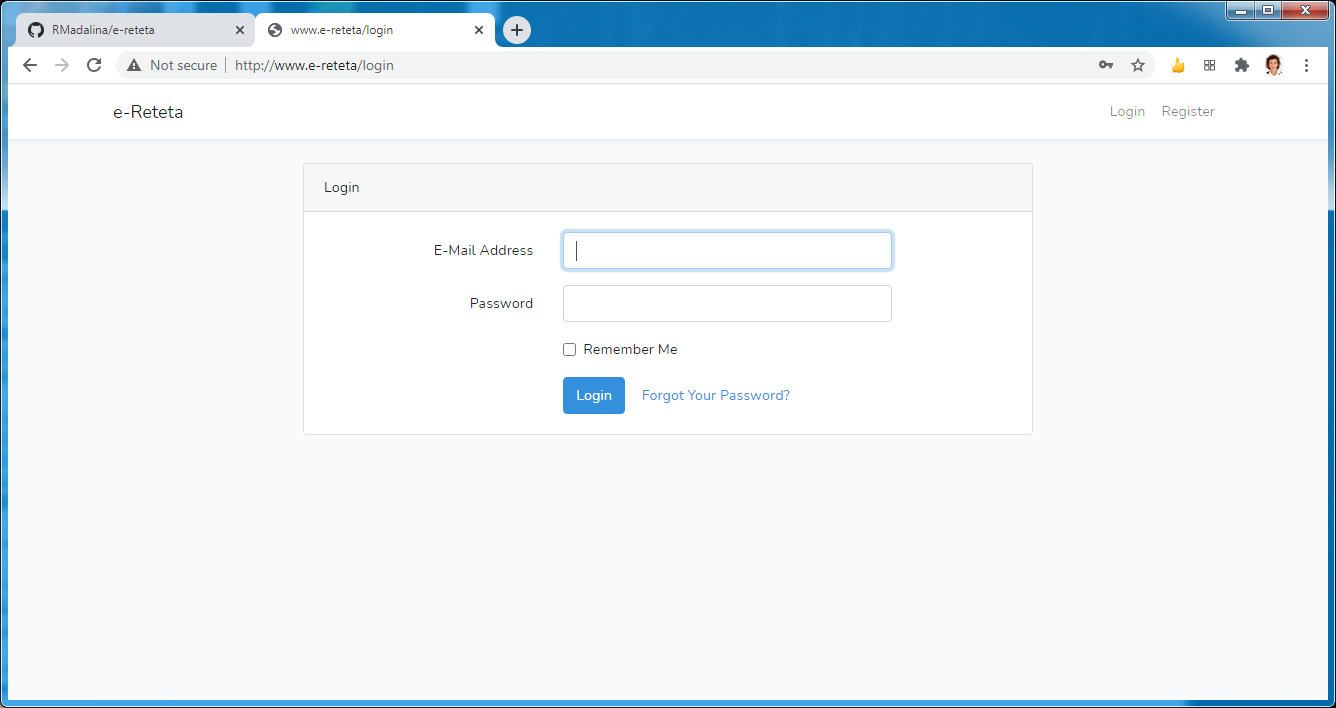 RMadalina/e-reteta
www.e-reteta/login
Not secure
http://www.e-reteta/login
e-Reteta
Login
Register
Login
E-Mail Address
Password
Remember Me
Login
Forgot Your Password?